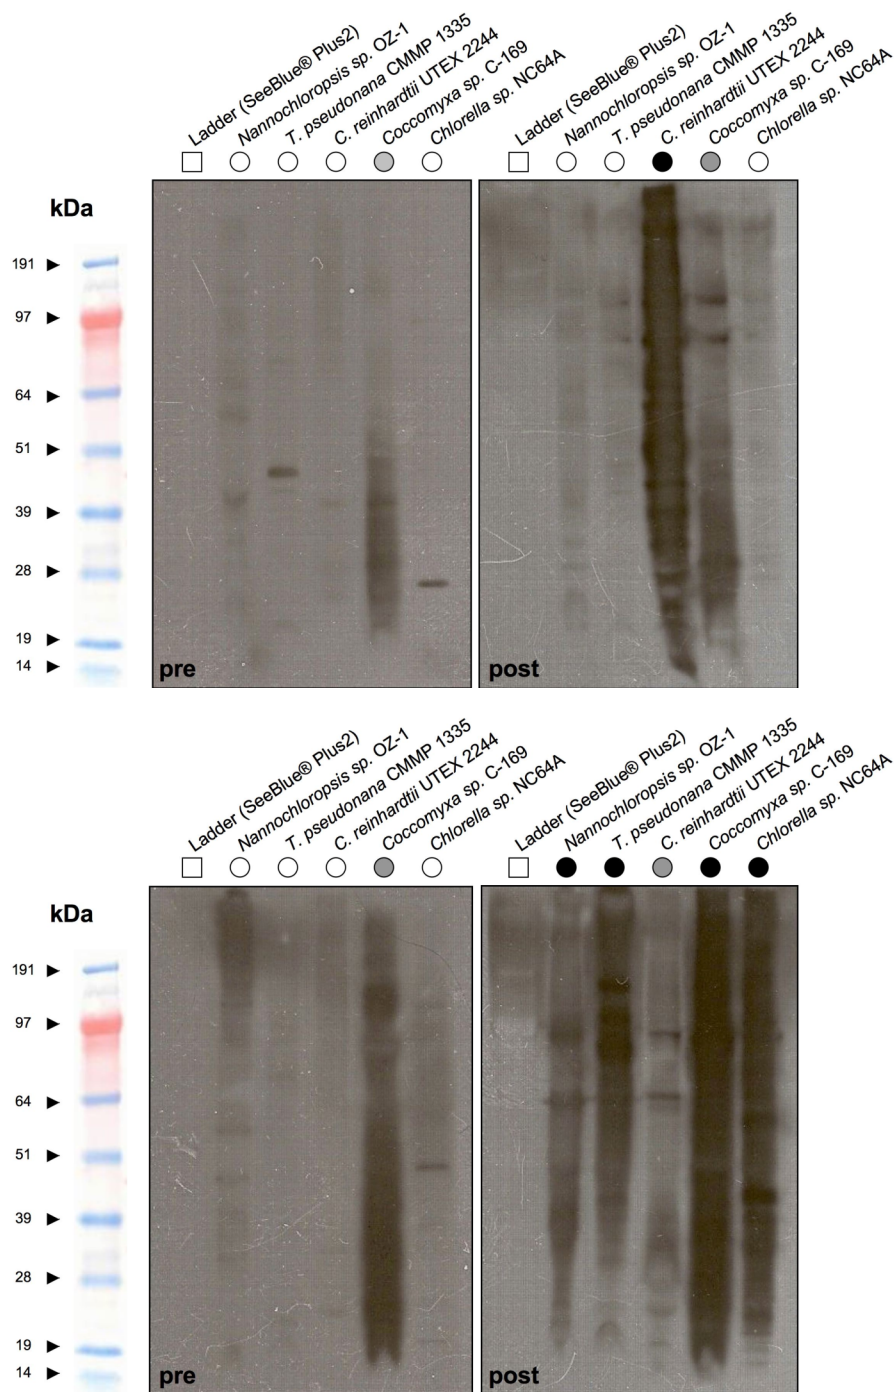 Ladder (SeeBlue® Plus2)
Nannochloropsis sp. OZ-1
T. pseudonana CMMP 1335
C. reinhardtii UTEX 2244
Coccomyxa sp. C-169
Chlorella sp. NC64A
Ladder (SeeBlue® Plus2)
Nannochloropsis sp. OZ-1
T. pseudonana CMMP 1335
C. reinhardtii UTEX 2244
Coccomyxa sp. C-169
Chlorella sp. NC64A
kDa
191
97
64
51
39
28
19
14
pre
post
Ladder (SeeBlue® Plus2)
Nannochloropsis sp. OZ-1
T. pseudonana CMMP 1335
C. reinhardtii UTEX 2244
Coccomyxa sp. C-169
Chlorella sp. NC64A
Ladder (SeeBlue® Plus2)
Nannochloropsis sp. OZ-1
T. pseudonana CMMP 1335
C. reinhardtii UTEX 2244
Coccomyxa sp. C-169
Chlorella sp. NC64A
kDa
191
97
64
51
39
28
19
14
pre
post